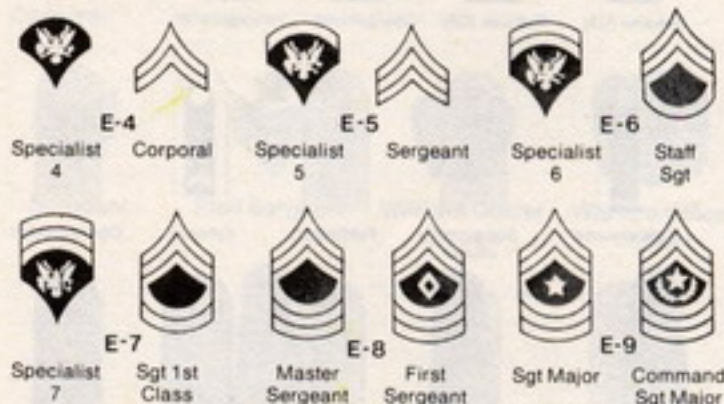 E-4
E-5
E-6
Specialist 4
Corporal
Specialist 5
Sergeant
Specialist 6
Staff Sgt
E-7
E-8
E-9
Specialist 7
Sgt 1st Class
Master Sergeant
First Sergeant
Sgt Major
Command Sgt Major